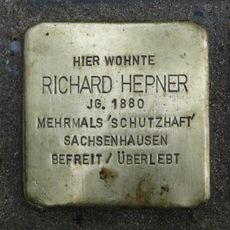 HIER WOHNTE
RICHARD HEPNER
JG. 1880
MEHRMALS 'SCHUTZHAFT'
SACHSENHAUSEN
BEFREIT / ÜBERLEBT